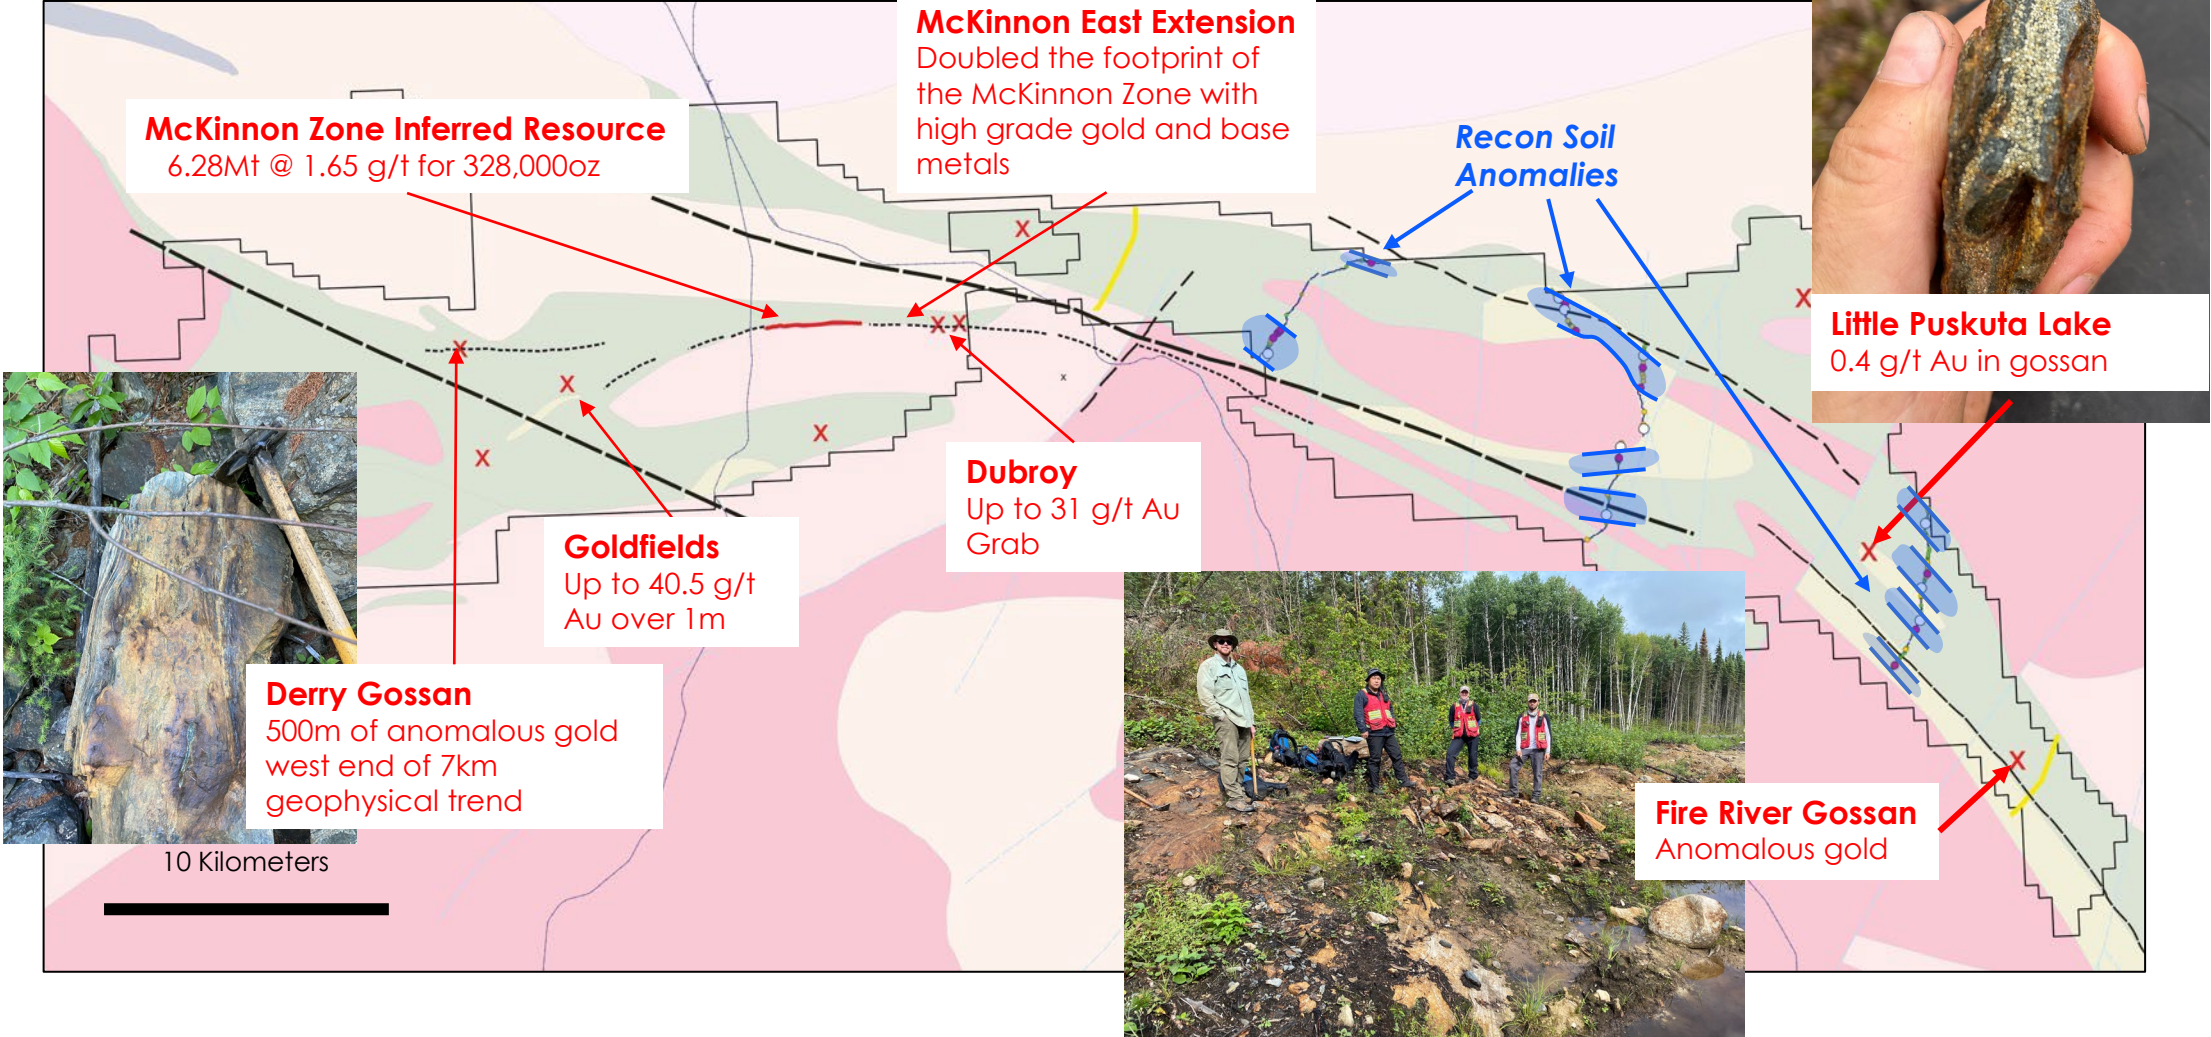 McKinnon East Extension
Doubled the footprint of
the McKinnon Zone with
high grade gold and base
metals
McKinnon Zone Inferred Resource
6.28Mt @ 1.65 g/t for 328,000oz
Recon Soil
Anomalies
Little Puskuta Lake
0.4 g/t Au in gossan
Dubroy
Up to 31 g/t Au
Grab
Goldfields
Up to 40.5 g/t
Au over 1m
Derry Gossan
500m of anomalous gold
west end of 7km
geophysical trend
Fire River Gossan
Anomalous gold
10 Kilometers